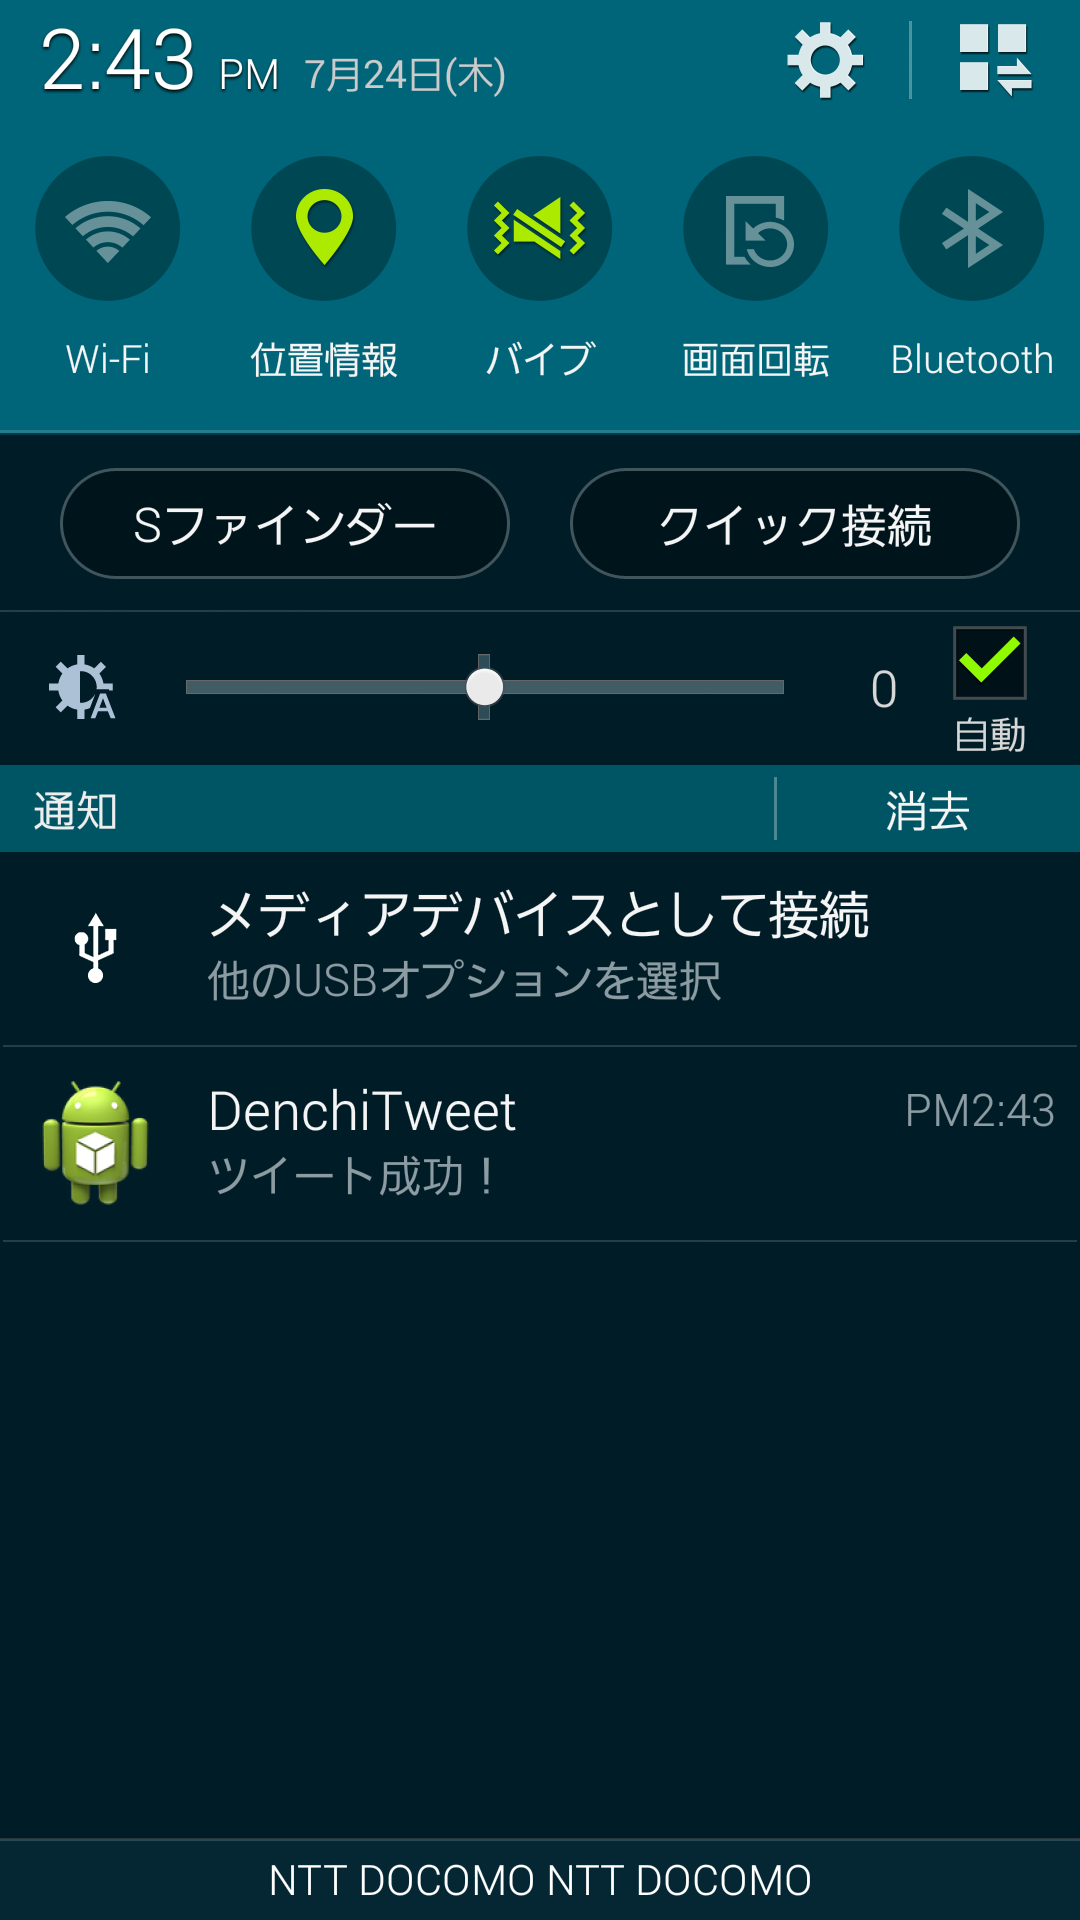 2:43 PM 7月24日(木)
Wi-Fi 位置情報 バイブ 画面回転 Bluetooth
Sファインダー クイック接続
A 0
自動
通知 消去
メディアデバイスとして接続
他のUSBオプションを選択
DenchiTweet PM2:43
ツイート成功！
NTT DOCOMO NTT DOCOMO